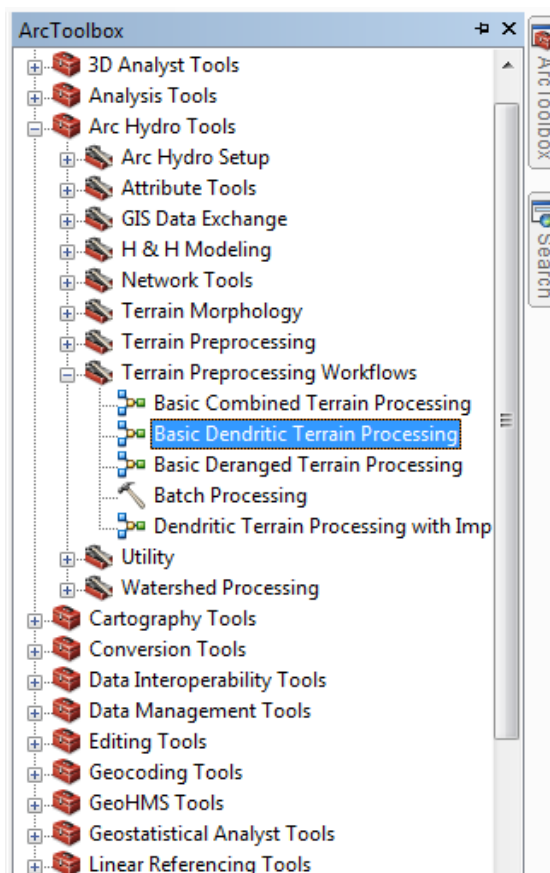 ArcToolbox
3D Analyst Tools
Analysis Tools
Arc Hydro Tools
Arc Hydro Setup
Attribute Tools
GIS Data Exchange
H & H Modeling
Network Tools
Terrain Morphology
Terrain Preprocessing
Terrain Preprocessing Workflows
Basic Combined Terrain Processing
Basic Dendritic Terrain Processing
Basic Deranged Terrain Processing
Batch Processing
Dendritic Terrain Processing with Imp
Utility
Watershed Processing
Cartography Tools
Conversion Tools
Data Interoperability Tools
Data Management Tools
Editing Tools
Geocoding Tools
GeoHMS Tools
Geostatistical Analyst Tools
Linear Referencing Tools
ArcToolbox
Search